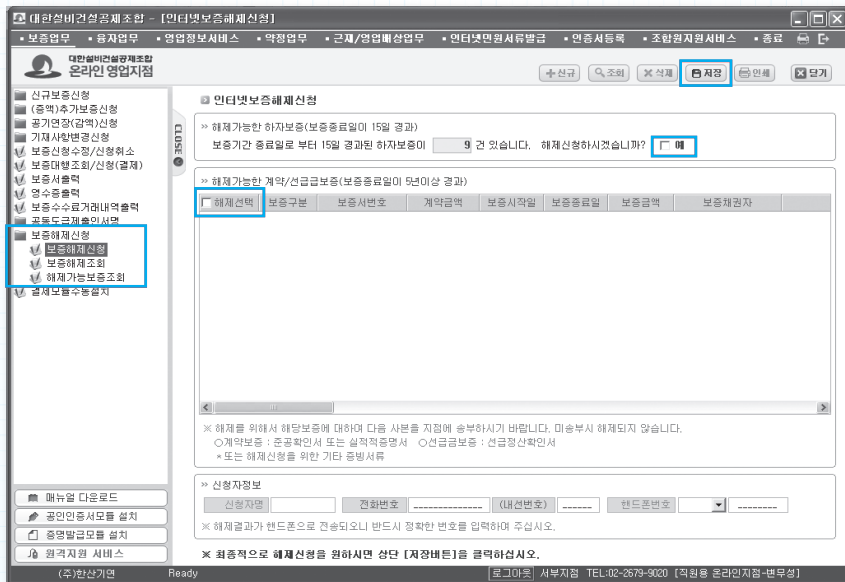 대한설비건설공제조합 - [인터넷보증해제신청]
▪보증업무 ▪융자업무 ▪영업정보서비스 ▪약정업무 ▪근재/영업배상업무 ▪인터넷민원서류발급 ▪인증서등록 ▪조합원지원서비스 ▪종료
대한설비건설공제조합
온라인 영업지점
신규 조회 삭제 저장 인쇄 닫기
신규보증신청
(증액)추가보증신청
공기연장(감액)신청
기재사항변경신청
보증신청수정/신청취소
보증대행조회/신청(결제)
보증서출력
영수증출력
보증수수료거래내역출력
공동도급제출인서명
보증해제신청
보증해제신청
보증해제조회
해제가능보증조회
결제모듈수동설치
CLOSE
인터넷보증해제신청
» 해제가능한 하자보증(보증종료일이 15일 경과)
보증기간 종료일로 부터 15일 경과된 하자보증이 9 건 있습니다. 해제신청하시겠습니까? 예
» 해제가능한 계약/선급급보증(보증종료일이 5년이상 경과)
해제선택 보증구분 보증서번호 계약금액 보증시작일 보증종료일 보증금액 보증채권자
※ 해제를 위해서 해당보증에 대하여 다음 사본을 지점에 송부하시기 바랍니다. 미송부시 해제되지 않습니다.
○계약보증 : 준공확인서 또는 실적적증명서 ○선급금보증 : 선급정산확인서
*또는 해제신청을 위한 기타 증빙서류
» 신청자정보
신청자명 전화번호 ______________ (내선번호) ______ 핸드폰번호 ________
※ 해제결과가 핸드폰으로 전송되오니 반드시 정확한 번호를 입력하여 주십시오.
※ 최종적으로 해제신청을 원하시면 상단 [저장버튼]을 클릭하십시오.
매뉴얼 다운로드
공인인증서모듈 설치
증명발급모듈 설치
원격지원 서비스
(주)한산기연 Ready 로그아웃 서부지점 TEL:02-2679-9020 [직원용 온라인지점-변무성]